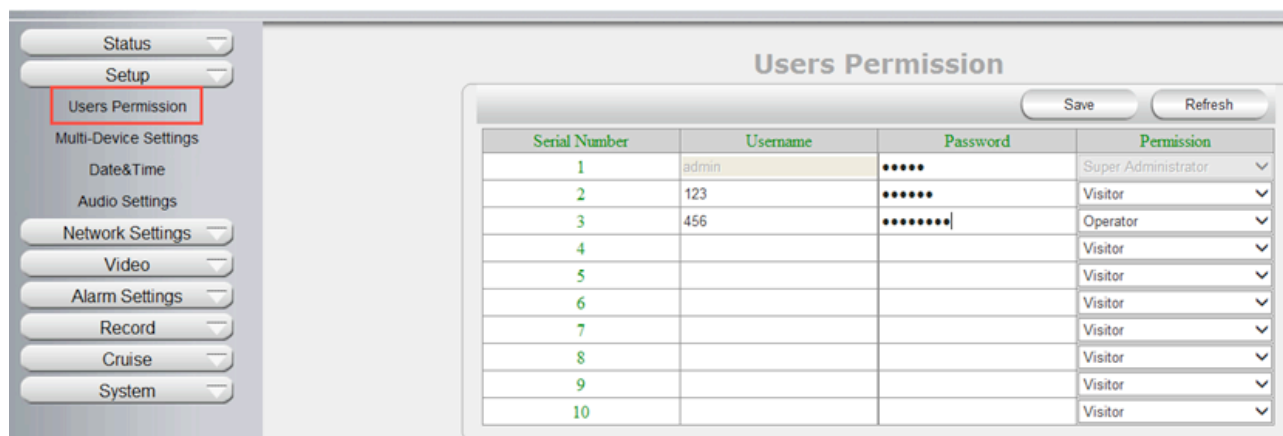 Status
Setup
Users Permission
Multi-Device Settings
Date&Time
Audio Settings
Network Settings
Video
Alarm Settings
Record
Cruise
System
Users Permission
Save Refresh
Serial Number Username Password Permission
1 admin ••••• Super Administrator
2 123 •••••• Visitor
3 456 •••••••• Operator
4 Visitor
5 Visitor
6 Visitor
7 Visitor
8 Visitor
9 Visitor
10 Visitor